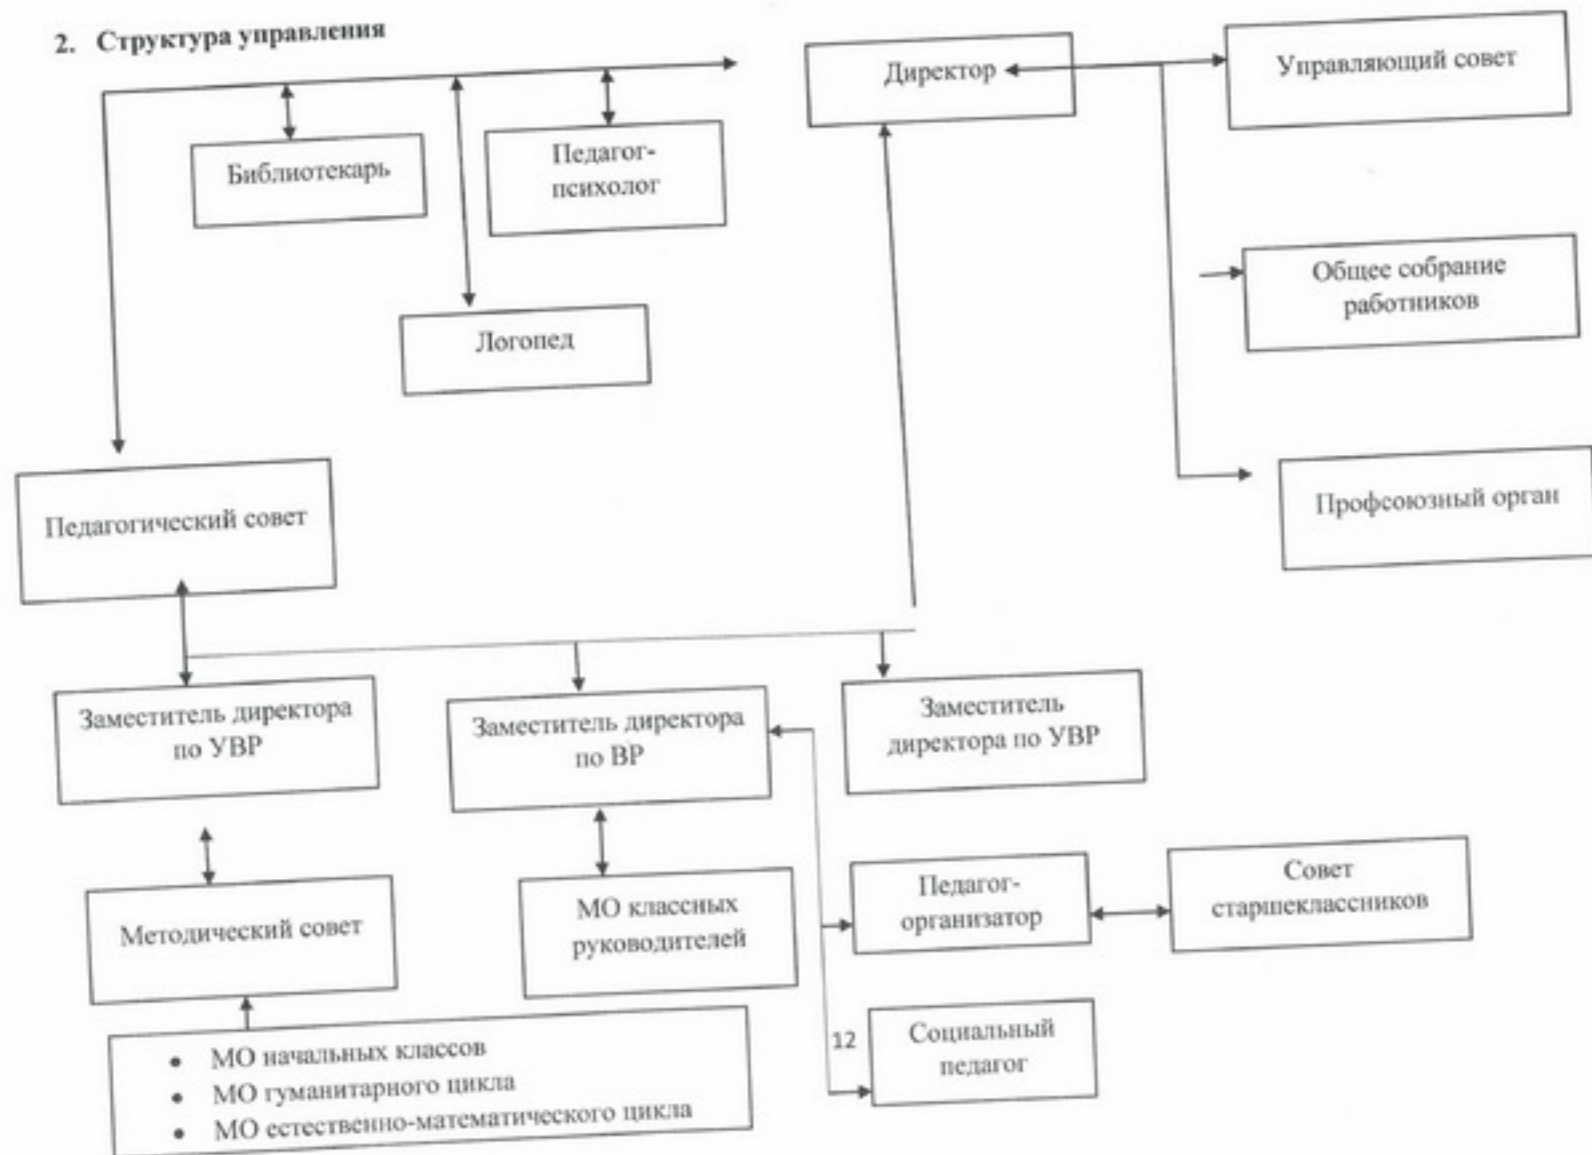 2. Структура управления
Директор
Управляющий совет
Библиотекарь
Педагог-
психолог
Общее собрание
работников
Логопед
Педагогический совет
Профсоюзный орган
Заместитель директора
по УВР
Заместитель директора
по ВР
Заместитель
директора по УВР
Методический совет
МО классных
руководителей
Педагог-
организатор
Совет
старшеклассников
• МО начальных классов
• МО гуманитарного цикла
• МО естественно-математического цикла
12
Социальный
педагог